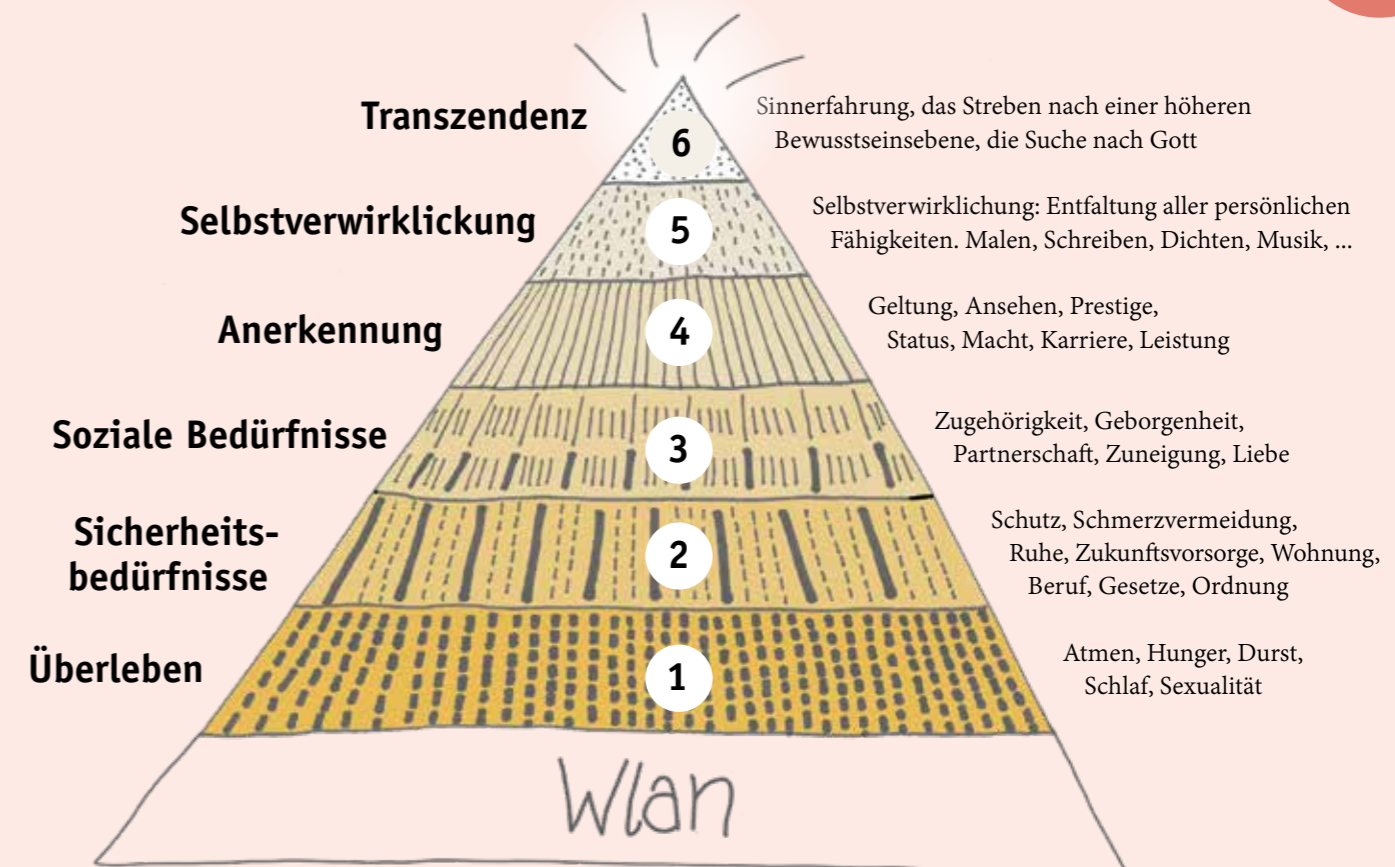 Transzendenz
6
Sinnerfahrung, das Streben nach einer höheren
Bewusstseinsebene, die Suche nach Gott
Selbstverwirklickung
5
Selbstverwirklichung: Entfaltung aller persönlichen
Fähigkeiten. Malen, Schreiben, Dichten, Musik, ...
Anerkennung
4
Geltung, Ansehen, Prestige,
Status, Macht, Karriere, Leistung
Soziale Bedürfnisse
3
Zugehörigkeit, Geborgenheit,
Partnerschaft, Zuneigung, Liebe
Sicherheits-
bedürfnisse
2
Schutz, Schmerzvermeidung,
Ruhe, Zukunftsvorsorge, Wohnung,
Beruf, Gesetze, Ordnung
Überleben
1
Atmen, Hunger, Durst,
Schlaf, Sexualität
Wlan